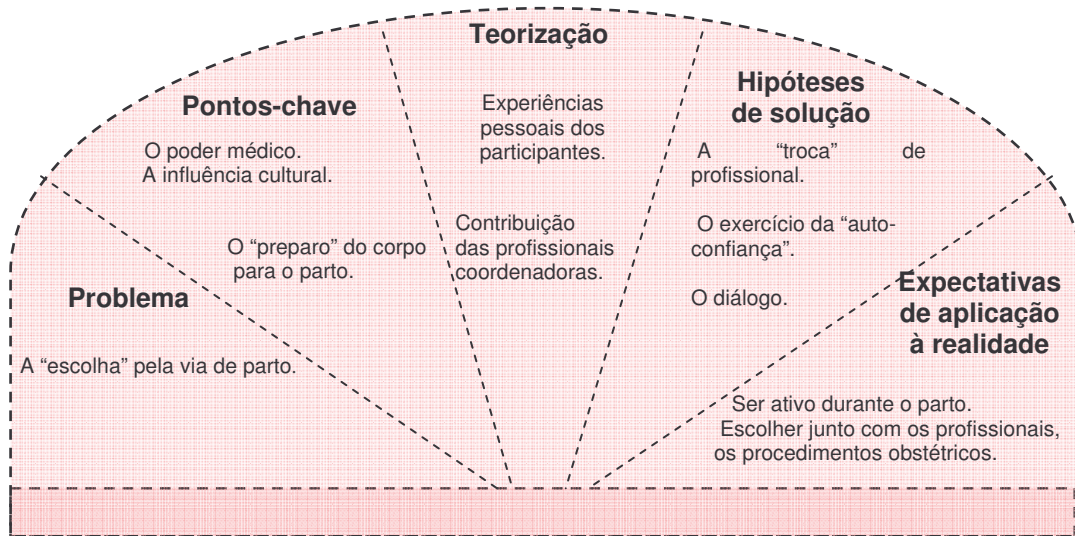 Problema
A “escolha” pela via de parto.
Pontos-chave
O poder médico.
A influência cultural.
O “preparo” do corpo
para o parto.
Teorização
Experiências
pessoais dos
participantes.
Contribuição
das profissionais
coordenadoras.
Hipóteses
de solução
A “troca” de
profissional.
O exercício da “auto-
confiança”.
O diálogo.
Expectativas
de aplicação
à realidade
Ser ativo durante o parto.
Escolher junto com os profissionais,
os procedimentos obstétricos.